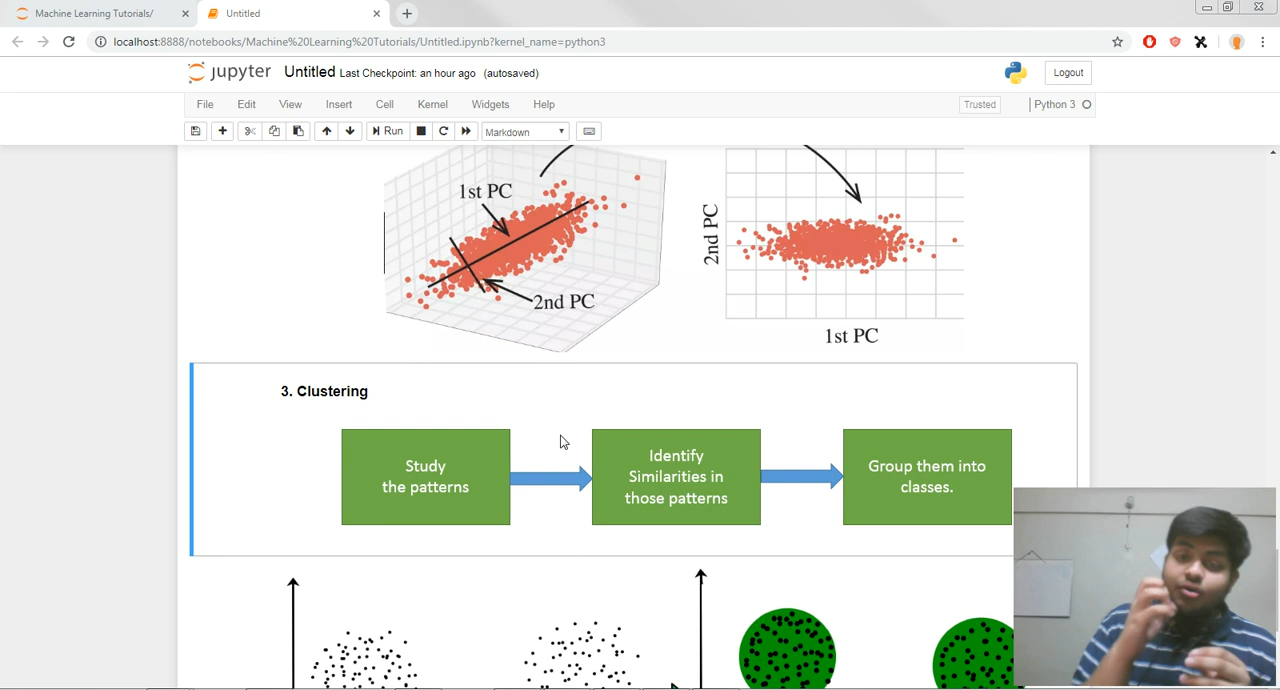 Machine Learning Tutorials/
Untitled
localhost:8888/notebooks/Machine%20Learning%20Tutorials/Untitled.ipynb?kernel_name=python3
jupyter Untitled Last Checkpoint: an hour ago (autosaved)
Logout
File Edit View Insert Cell Kernel Widgets Help
Trusted
Python 3
Run
Markdown
1st PC
2nd PC
2nd PC
1st PC
3. Clustering
Study
the patterns
Identify
Similarities in
those patterns
Group them into
classes.